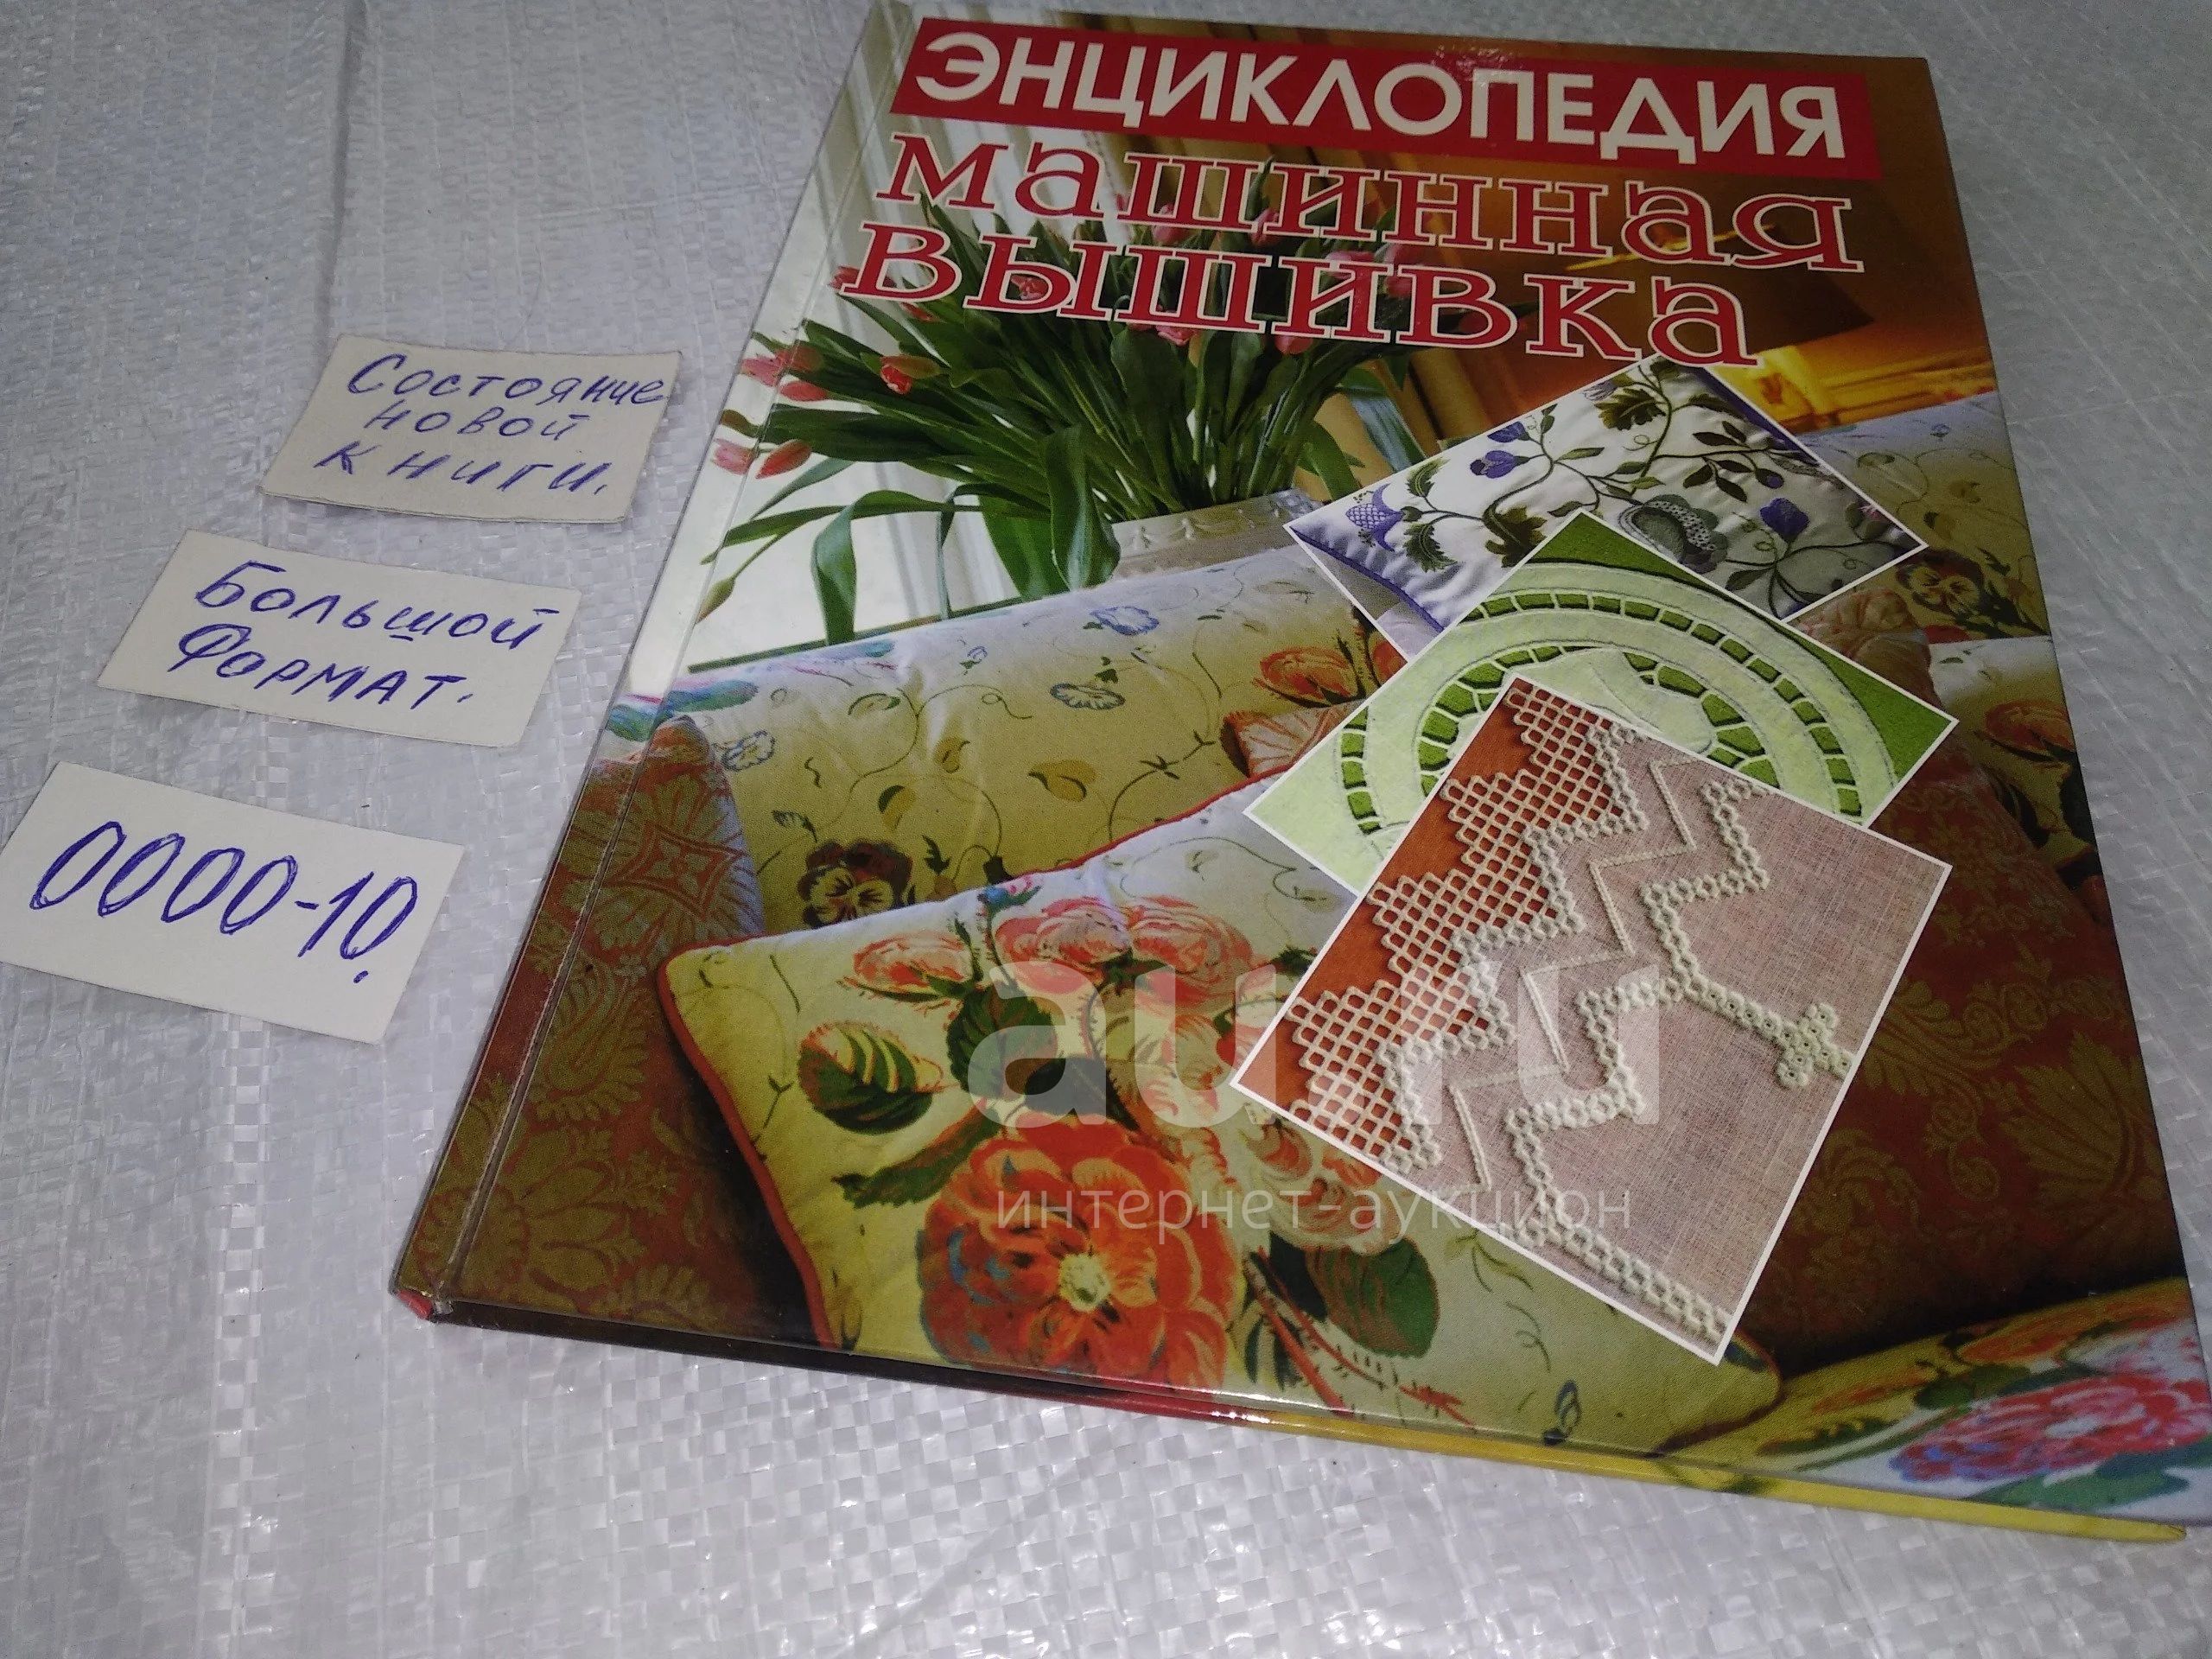 ЭНЦИКЛОПЕДИЯ
машинная
вышивка
Состояние
новой
книги.
Большой
Формат.
0000-10.
au.ru
интернет-аукцион